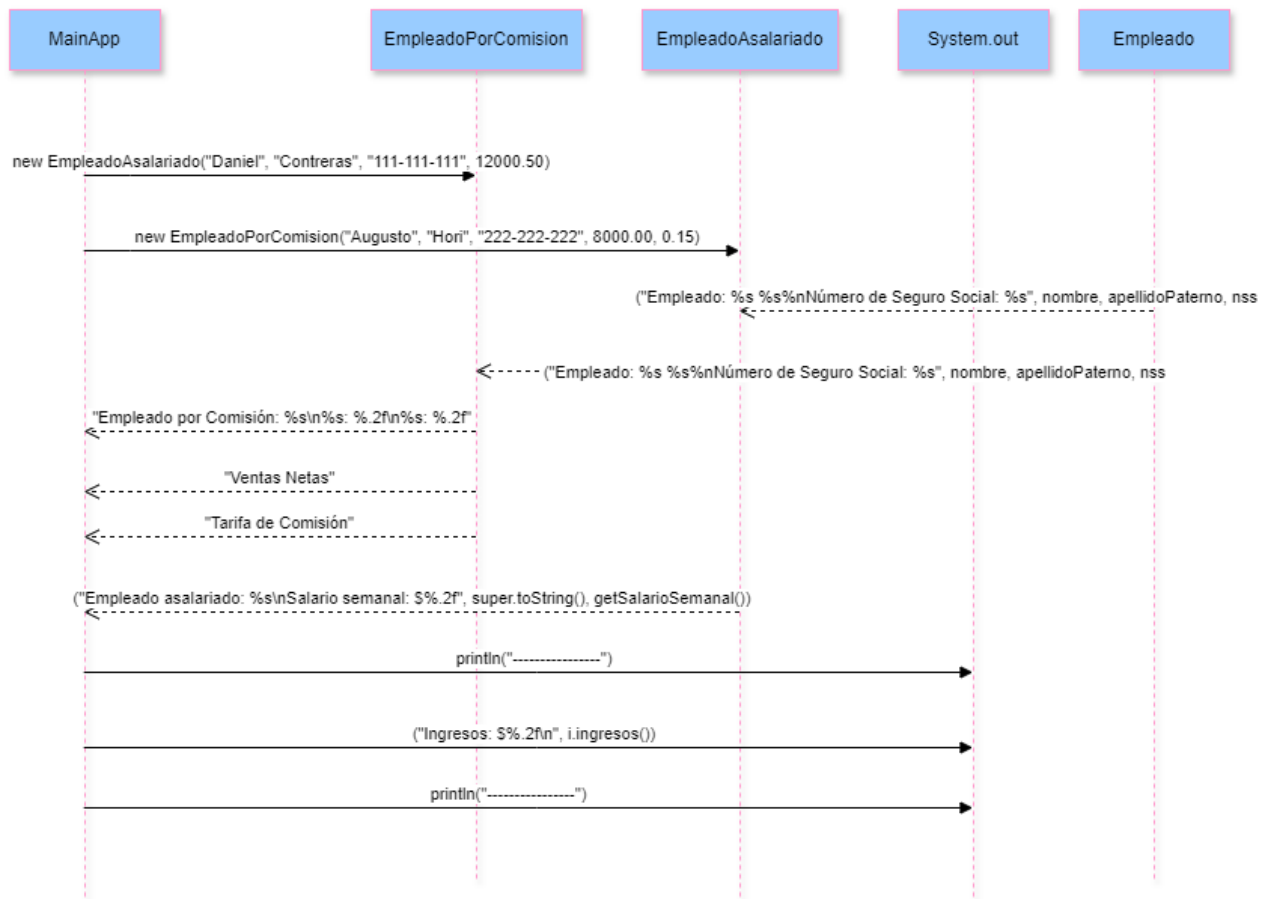 MainApp
EmpleadoPorComision
EmpleadoAsalariado
System.out
Empleado
new EmpleadoAsalariado("Daniel", "Contreras", "111-111-111", 12000.50)
new EmpleadoPorComision("Augusto", "Hori", "222-222-222", 8000.00, 0.15)
("Empleado: %s %s%nNúmero de Seguro Social: %s", nombre, apellidoPaterno, nss
("Empleado: %s %s%nNúmero de Seguro Social: %s", nombre, apellidoPaterno, nss
"Empleado por Comisión: %s\n%s: %.2f\n%s: %.2f"
"Ventas Netas"
"Tarifa de Comisión"
("Empleado asalariado: %s\nSalario semanal: $%.2f", super.toString(), getSalarioSemanal())
println("-----------------")
("Ingresos: $%.2f\n", i.ingresos())
println("-----------------")